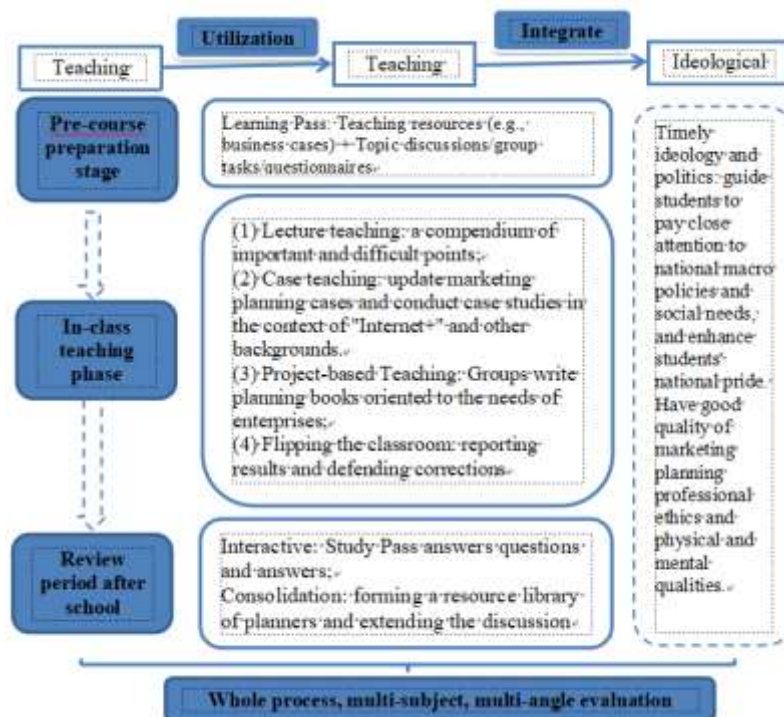 Utilization
Integrate
Teaching
Teaching
Ideological
Pre-course
preparation
stage
Learning Pass: Teaching resources (e.g.,
business cases) + Topic discussions/group
tasks/questionnaires
In-class
teaching
phase
(1) Lecture teaching: a compendium of
important and difficult points;
(2) Case teaching: update marketing
planning cases and conduct case studies in
the context of "Internet+" and other
backgrounds.
(3) Project-based Teaching: Groups write
planning books oriented to the needs of
enterprises;
(4) Flipping the classroom: reporting
results and defending corrections
Review
period after
school
Interactive: Study Pass answers questions
and answers;
Consolidation: forming a resource library
of planners and extending the discussion
Timely
ideology and
politics: guide
students to
pay close
attention to
national macro
policies and
social needs,
and enhance
students'
national pride.
Have good
quality of
marketing
planning
professional
ethics and
physical and
mental
qualities.
Whole process, multi-subject, multi-angle evaluation